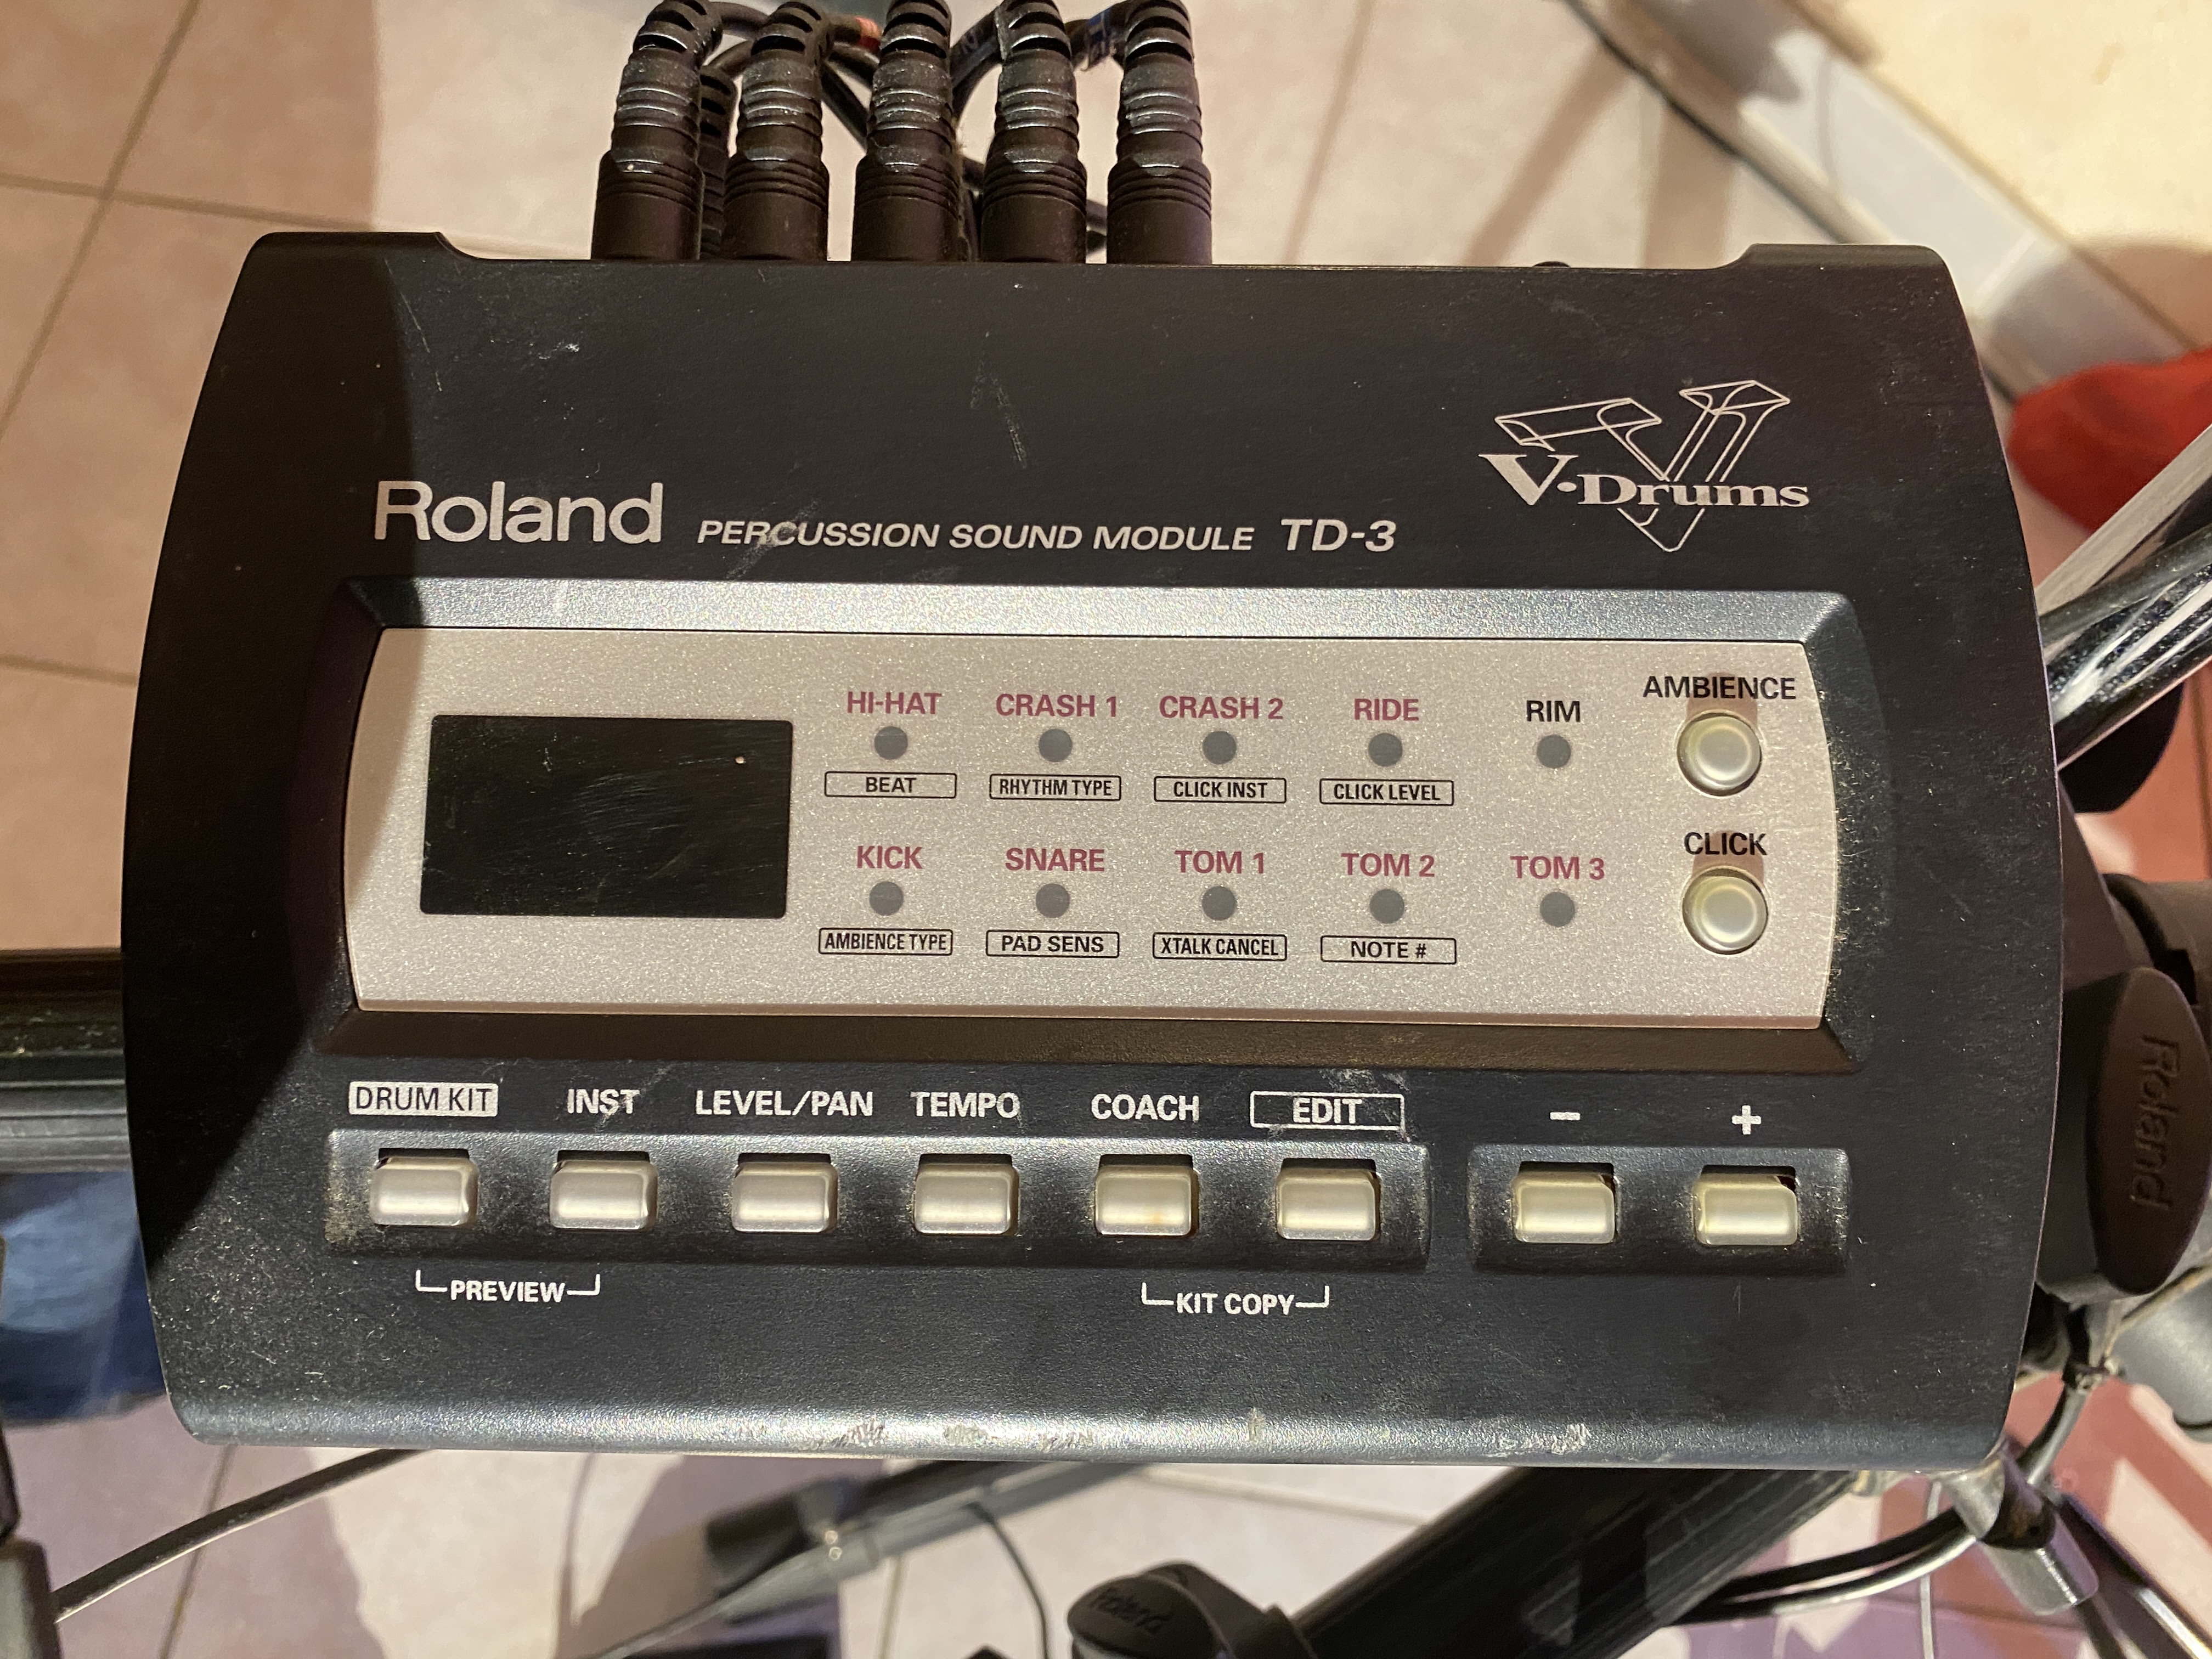 Roland PERCUSSION SOUND MODULE TD-3
V-Drums
HI-HAT CRASH 1 CRASH 2 RIDE RIM AMBIENCE
BEAT RHYTHM TYPE CLICK INST CLICK LEVEL
CLICK
KICK SNARE TOM 1 TOM 2 TOM 3
AMBIENCE TYPE PAD SENS XTALK CANCEL NOTE #
DRUM KIT INST LEVEL/PAN TEMPO COACH EDIT - +
PREVIEW KIT COPY
Roland
Roland